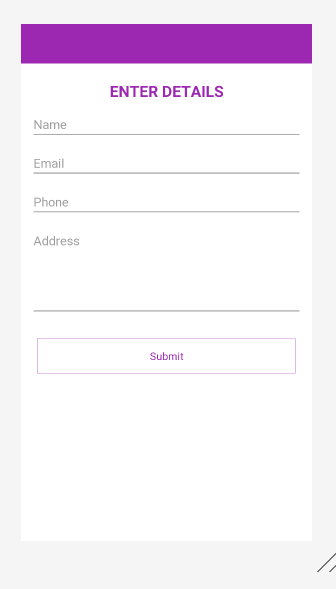 ENTER DETAILS
Name
Email
Phone
Address
Submit